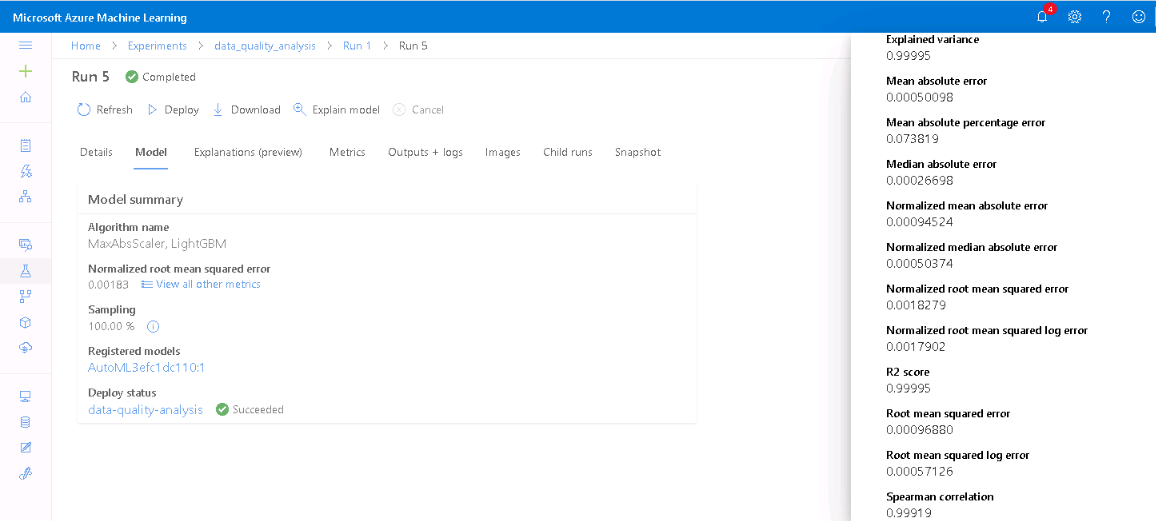 Microsoft Azure Machine Learning
4
Home > Experiments > data_quality_analysis > Run 1 > Run 5
Run 5 Completed
Refresh Deploy Download Explain model Cancel
Details Model Explanations (preview) Metrics Outputs + logs Images Child runs Snapshot
Model summary
Algorithm name
MaxAbsScaler, LightGBM
Normalized root mean squared error
0.00183 View all other metrics
Sampling
100.00 %
Registered models
AutoML3efc1dc110:1
Deploy status
data-quality-analysis Succeeded
Explained variance
0.99995
Mean absolute error
0.00050098
Mean absolute percentage error
0.073819
Median absolute error
0.00026698
Normalized mean absolute error
0.00094524
Normalized median absolute error
0.00050374
Normalized root mean squared error
0.0018279
Normalized root mean squared log error
0.0017902
R2 score
0.99995
Root mean squared error
0.00096880
Root mean squared log error
0.00057126
Spearman correlation
0.99919